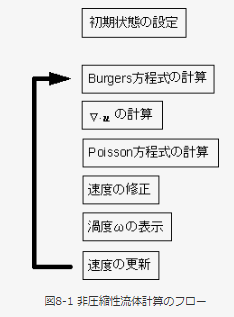 初期状態の設定
Burgers方程式の計算
∇·u の計算
Poisson方程式の計算
速度の修正
渦度ωの表示
速度の更新
図8-1 非圧縮性流体計算のフロー